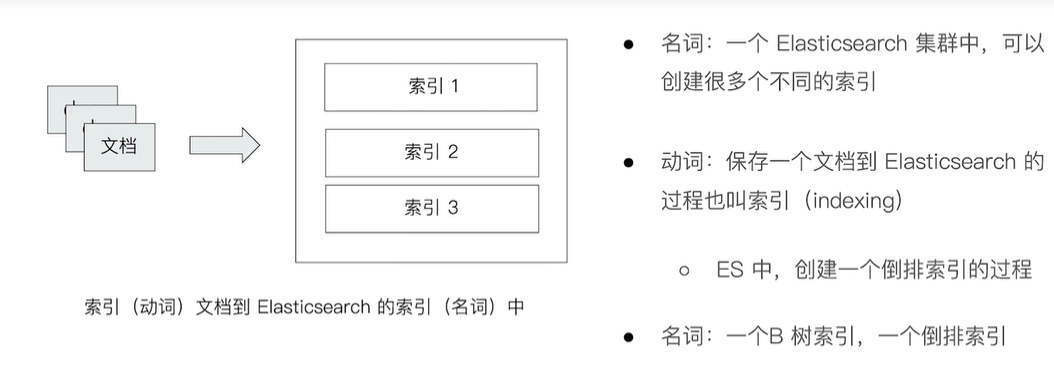 文档
索引 1
索引 2
索引 3
索引（动词）文档到 Elasticsearch 的索引（名词）中
● 名词：一个 Elasticsearch 集群中，可以
创建很多个不同的索引
● 动词：保存一个文档到 Elasticsearch 的
过程也叫索引（indexing）
○ ES 中，创建一个倒排索引的过程
● 名词：一个B 树索引，一个倒排索引